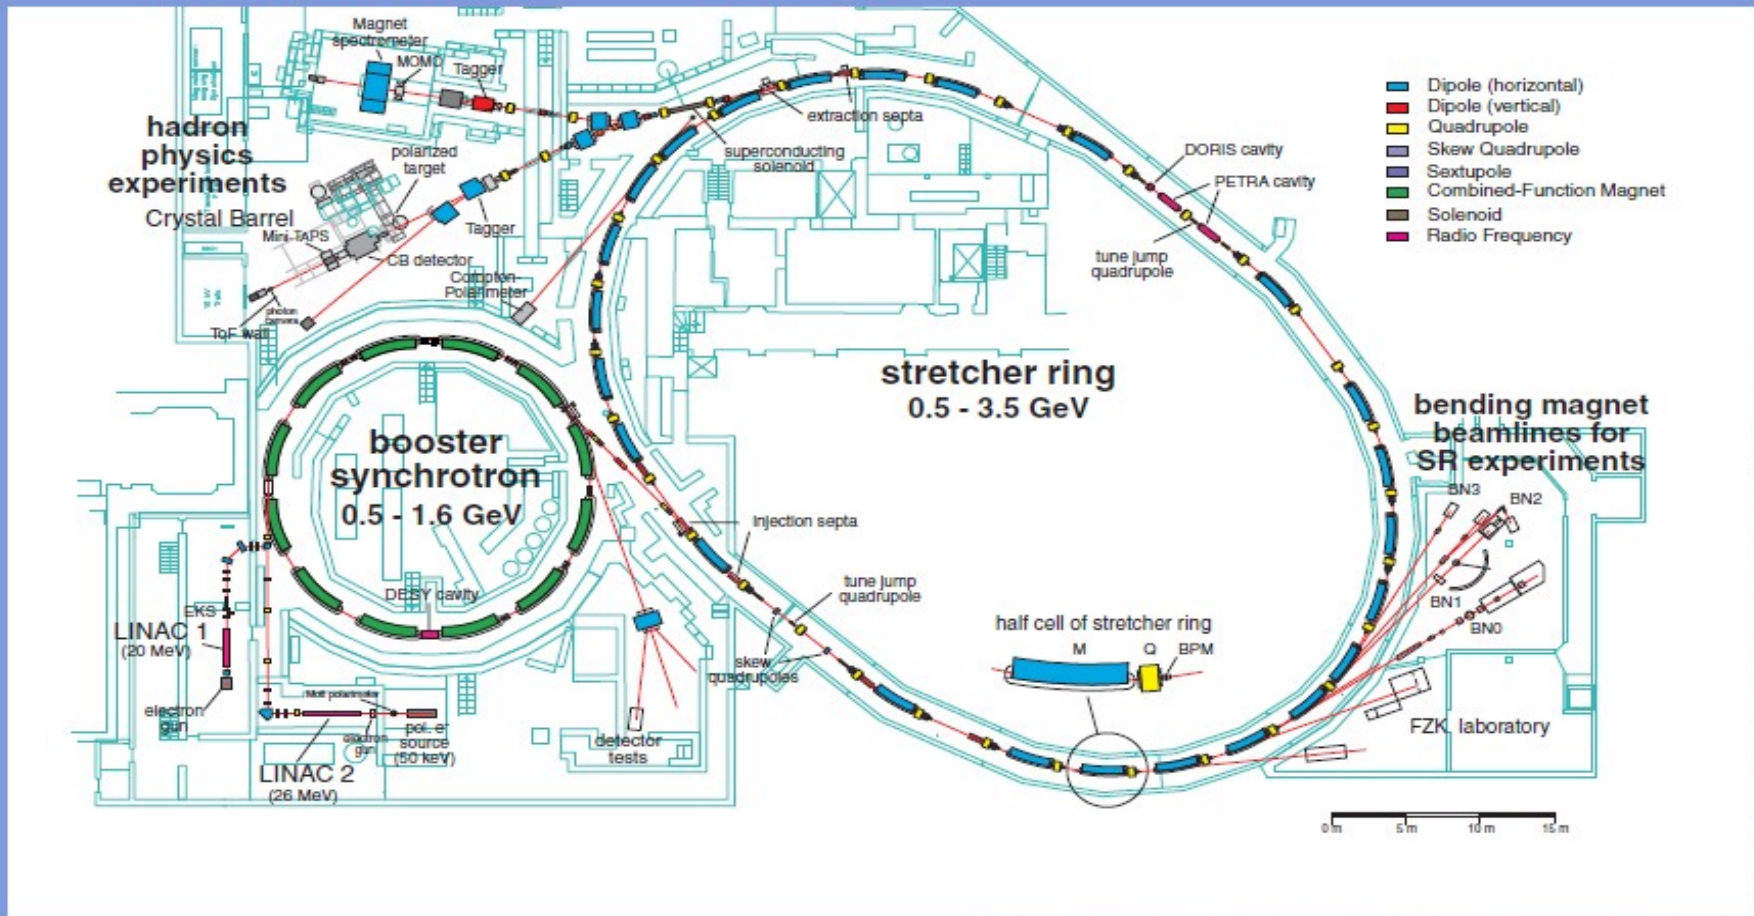 Magnet
spectrometer
MOMO
Tagger
hadron
physics
experiments
Crystal Barrel
polarized
target
Mini-TAPS
Tagger
CB detector
Compton-
Polarimeter
ToF wall
photon
extraction septa
superconducting
solenoid
DORIS cavity
PETRA cavity
tune jump
quadrupole
Dipole (horizontal)
Dipole (vertical)
Quadrupole
Skew Quadrupole
Sextupole
Combined-Function Magnet
Solenoid
Radio Frequency
stretcher ring
0.5 - 3.5 GeV
booster
synchrotron
0.5 - 1.6 GeV
bending magnet
beamlines for
SR experiments
BN3
BN2
BN1
BN0
injection septa
tune jump
quadrupole
DESY cavity
EKS
LINAC 1
(20 MeV)
electron
gun
Mott polarimeter
electron
gun
pol. e
source
(50 keV)
LINAC 2
(26 MeV)
skew
quadrupoles
detector
tests
half cell of stretcher ring
M
Q
BPM
FZK laboratory
0 m
5 m
10 m
15 m